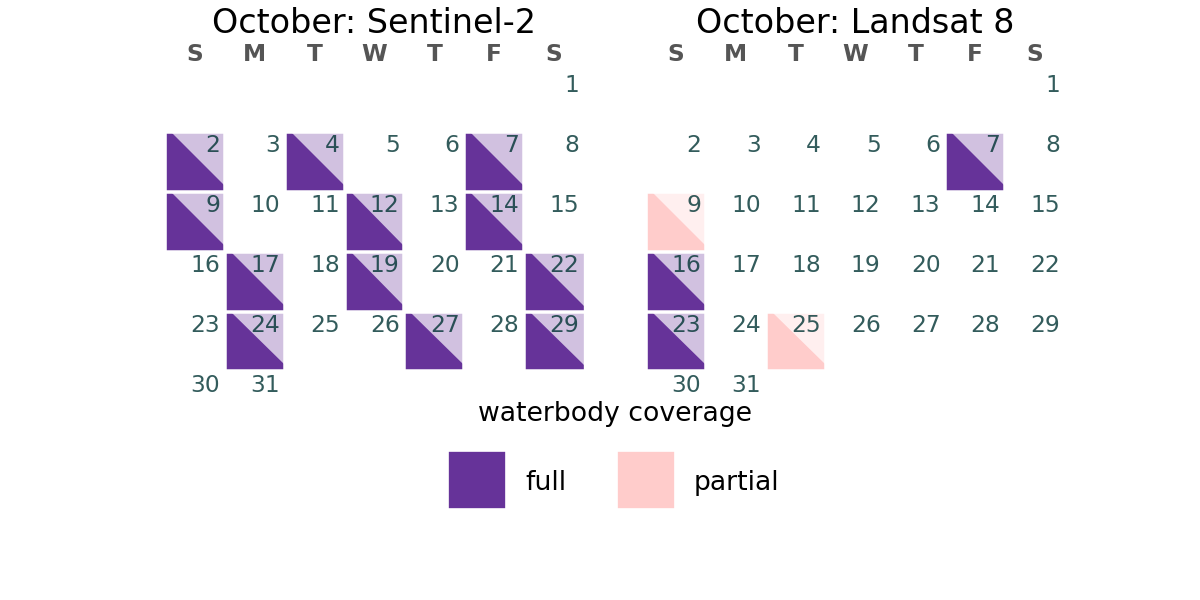 October: Sentinel-2
S M T W T F S
1
2 3 4 5 6 7 8
9 10 11 12 13 14 15
16 17 18 19 20 21 22
23 24 25 26 27 28 29
30 31
October: Landsat 8
S M T W T F S
1
2 3 4 5 6 7 8
9 10 11 12 13 14 15
16 17 18 19 20 21 22
23 24 25 26 27 28 29
30 31
waterbody coverage
full partial